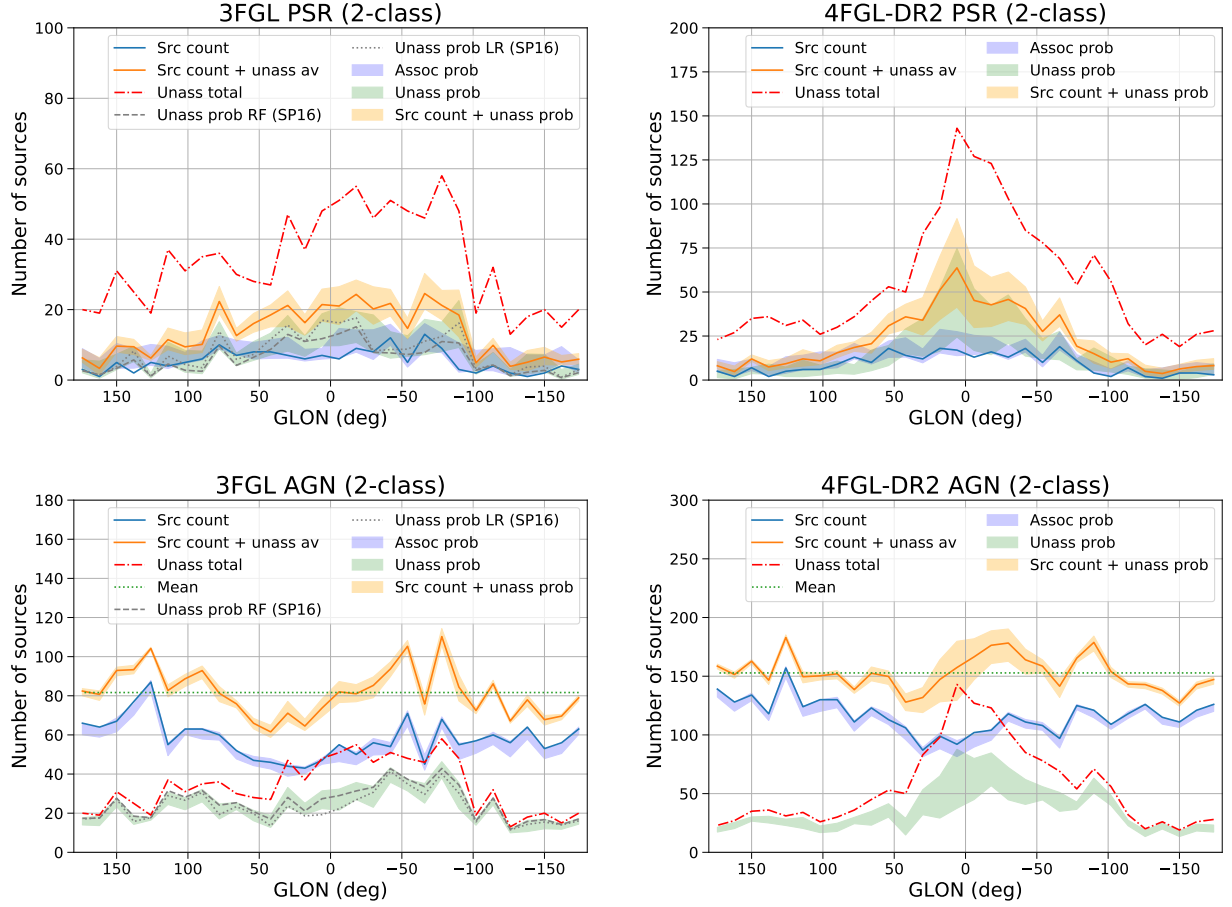 3FGL PSR (2-class)
Number of sources
100
80
60
40
20
0
Src count
Src count + unass av
Unass total
Unass prob RF (SP16)
Unass prob LR (SP16)
Assoc prob
Unass prob
Src count + unass prob
150
100
50
0
−50
−100
−150
GLON (deg)
4FGL-DR2 PSR (2-class)
Number of sources
200
175
150
125
100
75
50
25
0
Src count
Src count + unass av
Unass total
Assoc prob
Unass prob
Src count + unass prob
150
100
50
0
−50
−100
−150
GLON (deg)
3FGL AGN (2-class)
Number of sources
180
160
140
120
100
80
60
40
20
0
Src count
Src count + unass av
Unass total
Mean
Unass prob RF (SP16)
Unass prob LR (SP16)
Assoc prob
Unass prob
Src count + unass prob
150
100
50
0
−50
−100
−150
GLON (deg)
4FGL-DR2 AGN (2-class)
Number of sources
300
250
200
150
100
50
0
Src count
Src count + unass av
Unass total
Mean
Assoc prob
Unass prob
Src count + unass prob
150
100
50
0
−50
−100
−150
GLON (deg)